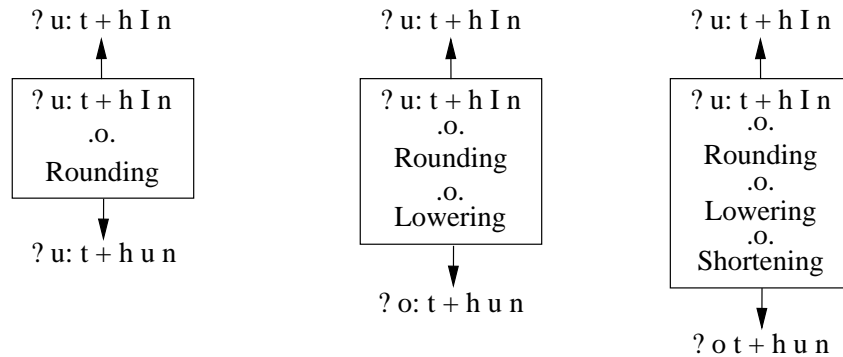 ? u: t + h I n
? u: t + h I n
.o.
Rounding
? u: t + h u n
? u: t + h I n
? u: t + h I n
.o.
Rounding
.o.
Lowering
? o: t + h u n
? u: t + h I n
? u: t + h I n
.o.
Rounding
.o.
Lowering
.o.
Shortening
? o t + h u n